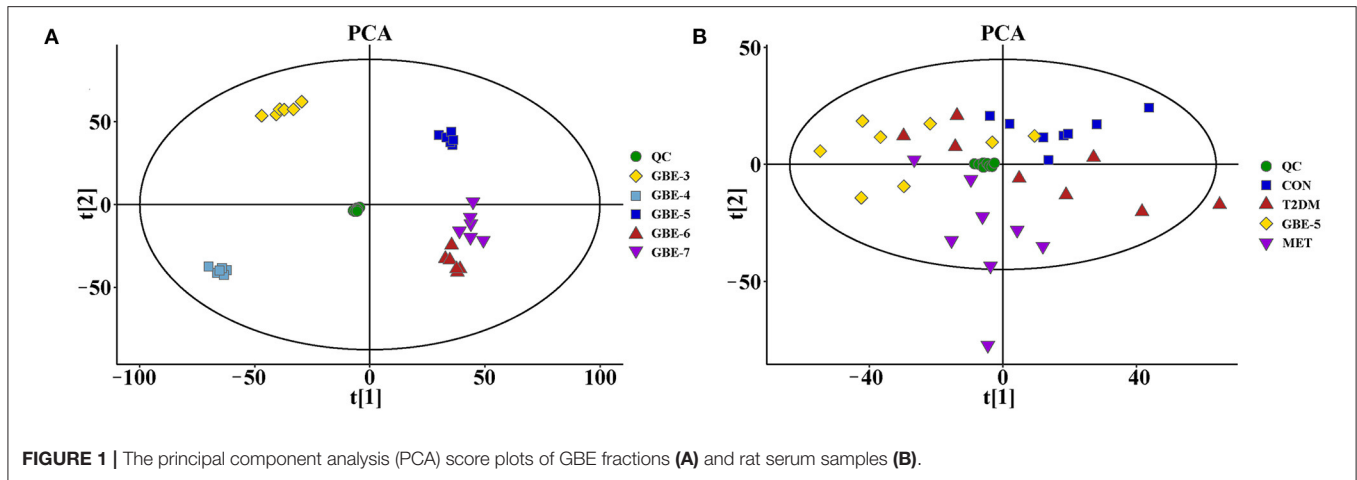 A
PCA
t[2]
50
0
−50
−100
−50
0
50
100
t[1]
QC
GBE-3
GBE-4
GBE-5
GBE-6
GBE-7
B
PCA
t[2]
50
0
−50
−40
0
40
t[1]
QC
CON
T2DM
GBE-5
MET
FIGURE 1 | The principal component analysis (PCA) score plots of GBE fractions (A) and rat serum samples (B).